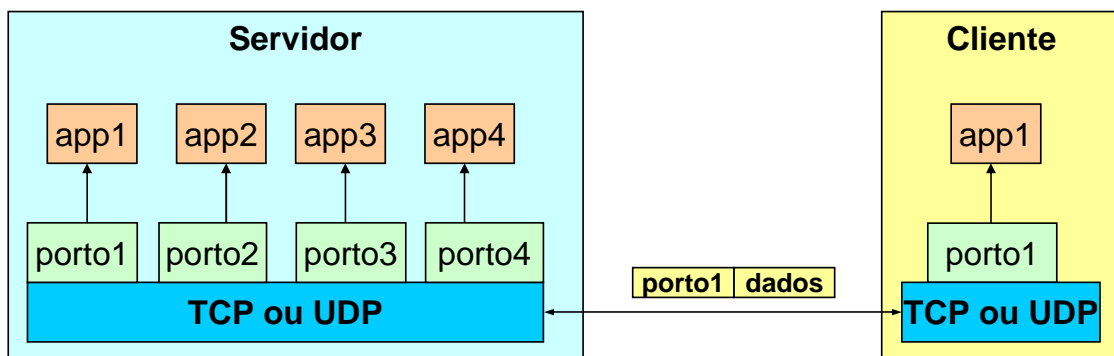 Servidor
app1 app2 app3 app4
porto1 porto2 porto3 porto4
TCP ou UDP
porto1 dados
Cliente
app1
porto1
TCP ou UDP